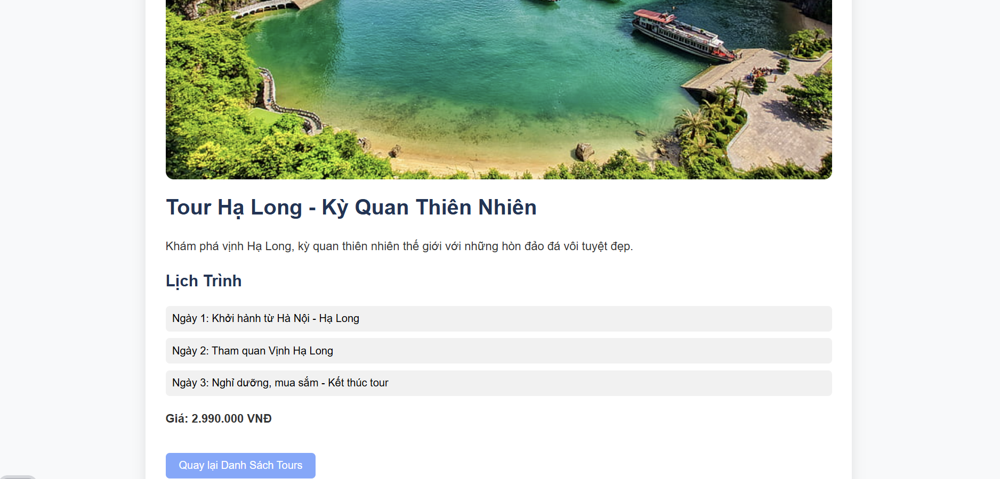 Tour Hạ Long - Kỳ Quan Thiên Nhiên
Khám phá vịnh Hạ Long, kỳ quan thiên nhiên thế giới với những hòn đảo đá vôi tuyệt đẹp.
Lịch Trình
Ngày 1: Khởi hành từ Hà Nội - Hạ Long
Ngày 2: Tham quan Vịnh Hạ Long
Ngày 3: Nghỉ dưỡng, mua sắm - Kết thúc tour
Giá: 2.990.000 VNĐ
Quay lại Danh Sách Tours